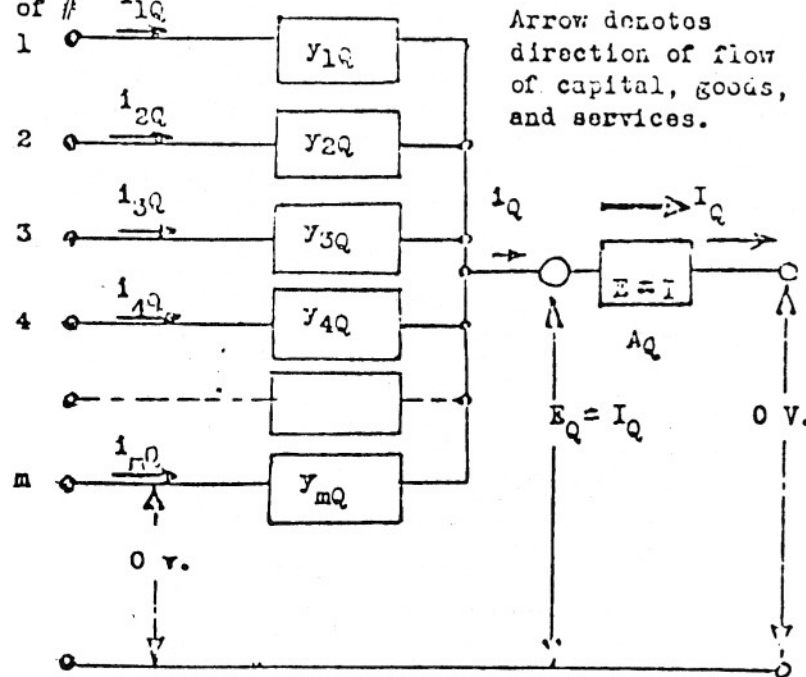 of #
1
y1Q
Arrow denotes
direction of flow
of capital, goods,
and services.
i2Q
2
y2Q
i3Q
3
y3Q
iQ
IQ
i4Q
4
y4Q
E = I
AQ
EQ = IQ
0 V.
m
ymQ
0 v.